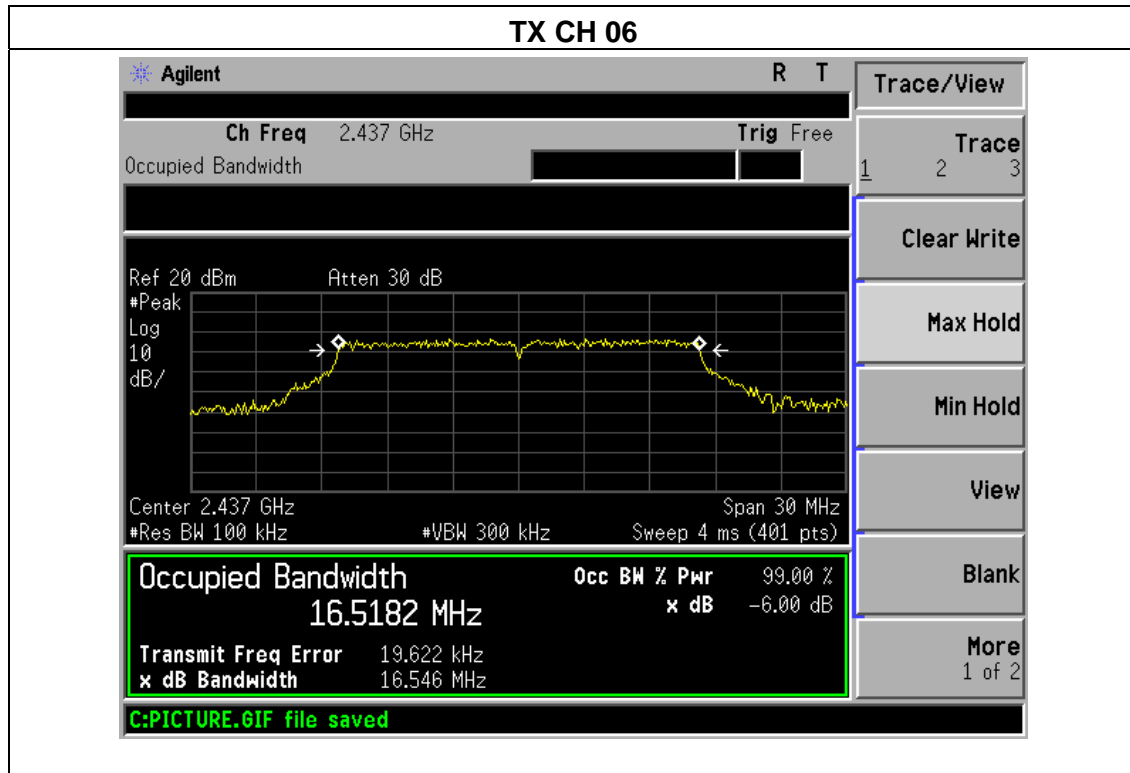 TX CH 06
Agilent R T
Trace/View
Ch Freq 2.437 GHz Trig Free
Occupied Bandwidth
Trace
1 2 3
Clear Write
Ref 20 dBm Atten 30 dB
#Peak
Log
10
dB/
Max Hold
Min Hold
View
Center 2.437 GHz Span 30 MHz
#Res BW 100 kHz #VBW 300 kHz Sweep 4 ms (401 pts)
Occupied Bandwidth Occ BW % Pwr 99.00 %
16.5182 MHz x dB -6.00 dB
Blank
Transmit Freq Error 19.622 kHz
x dB Bandwidth 16.546 MHz
More
1 of 2
C:PICTURE.GIF file saved